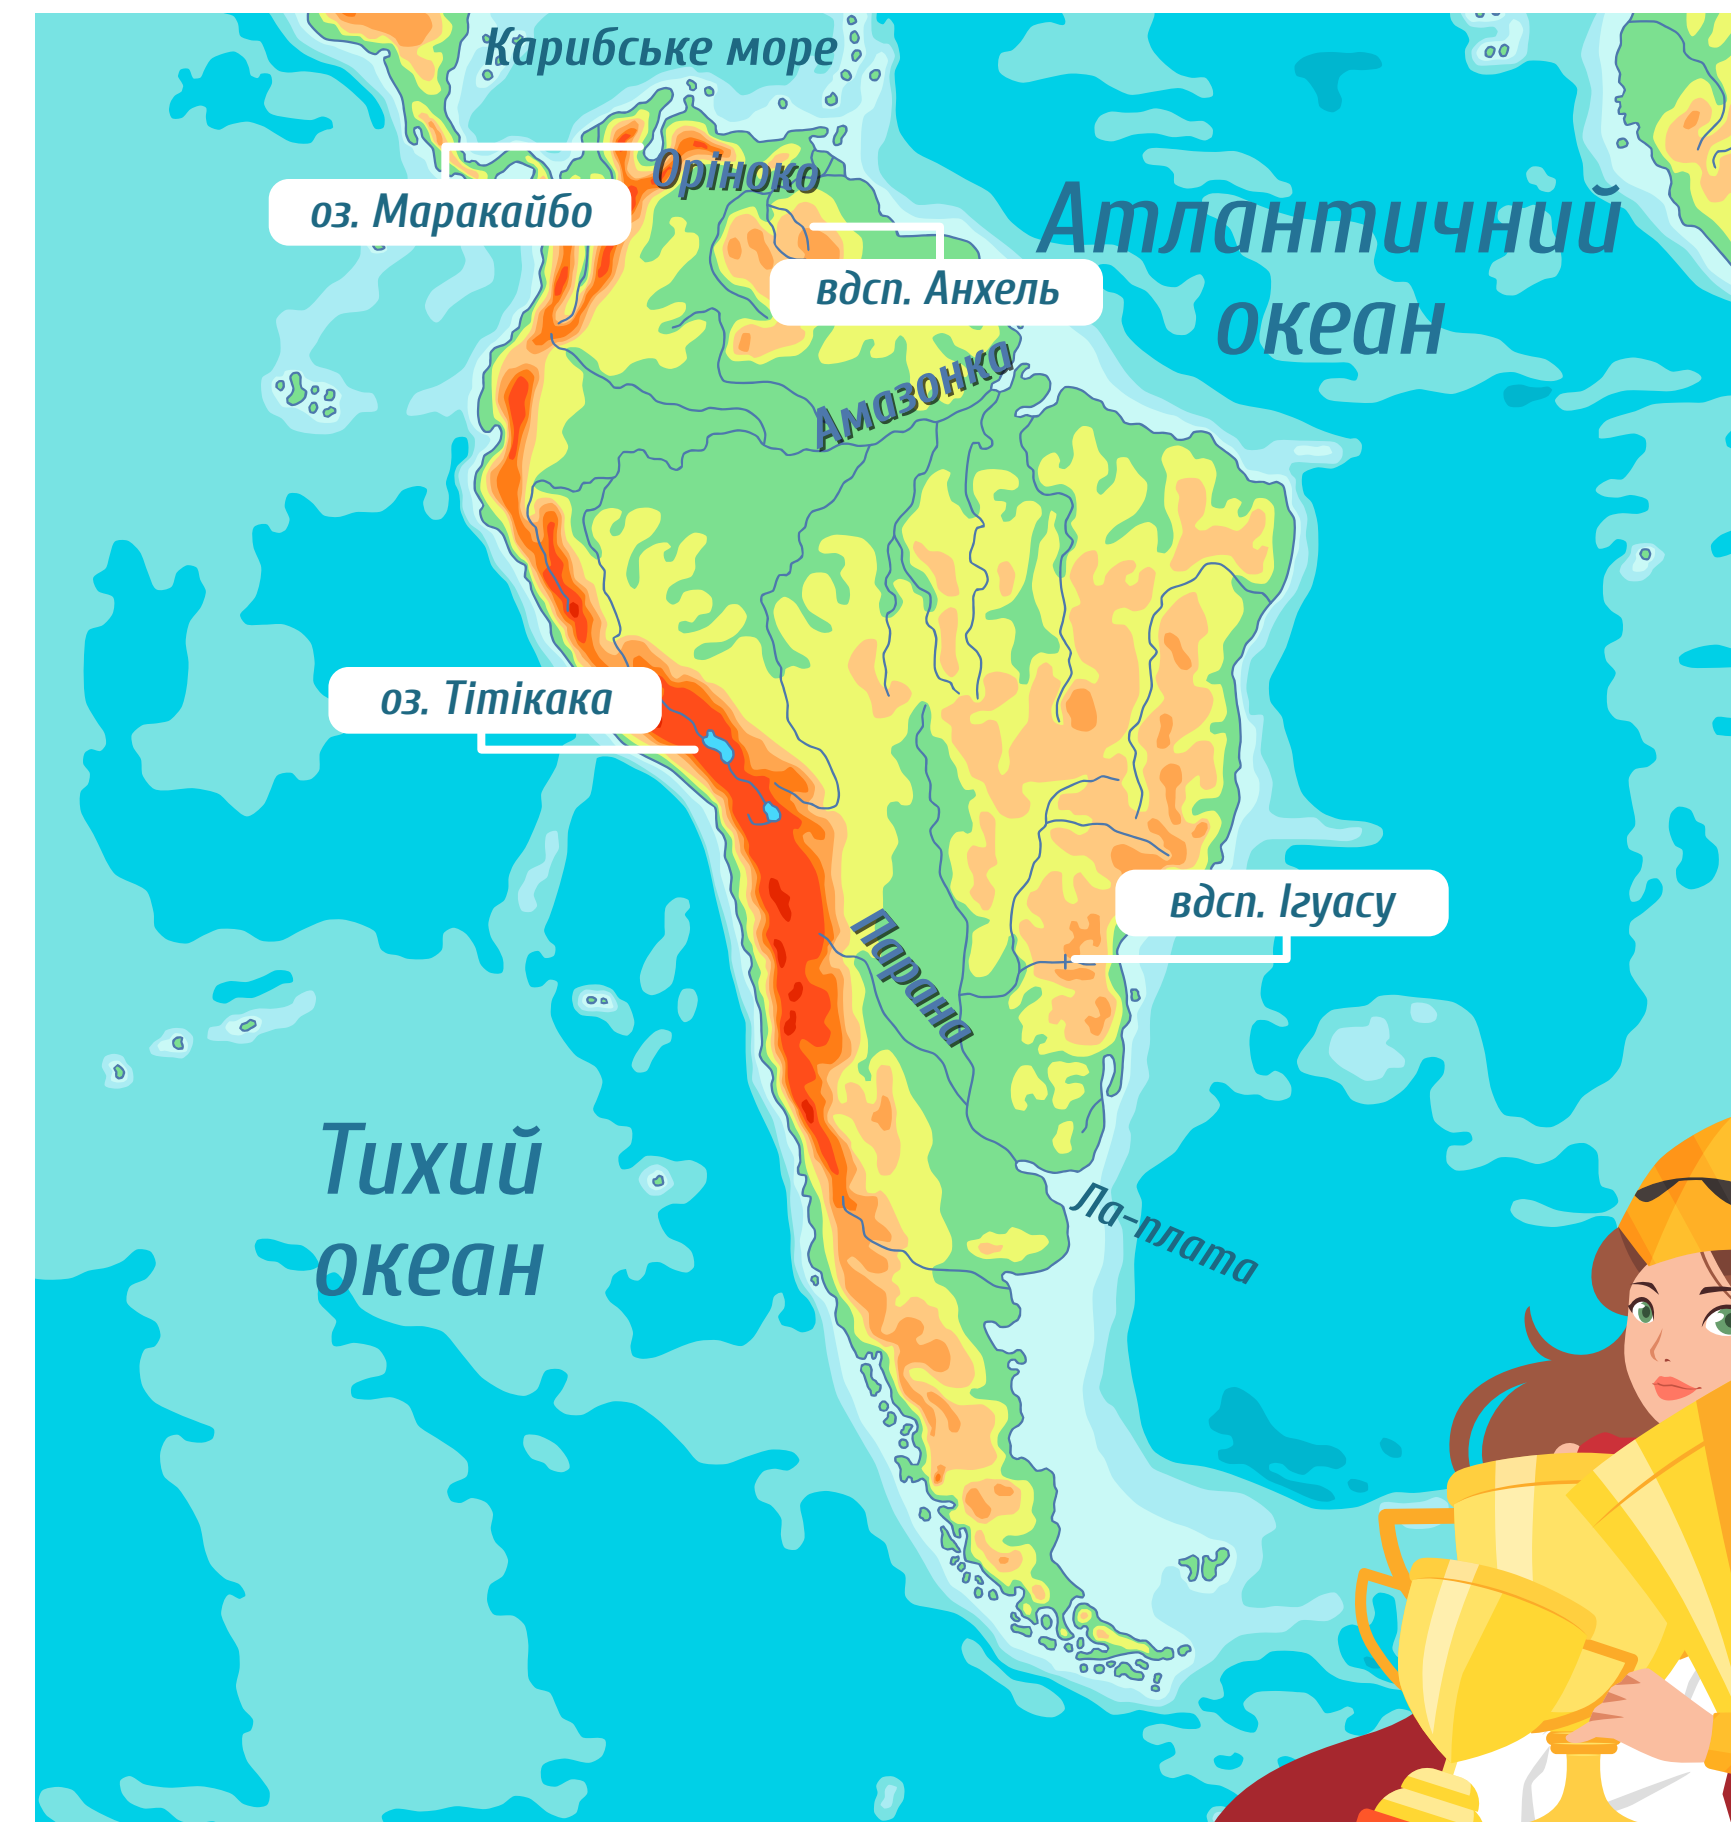 Карибське море
Оріноко
оз. Маракайбо
Атлантичний
океан
вдсп. Анхель
Амазонка
оз. Тітікака
вдсп. Ігуасу
Парана
Тихий
океан
Ла-плата